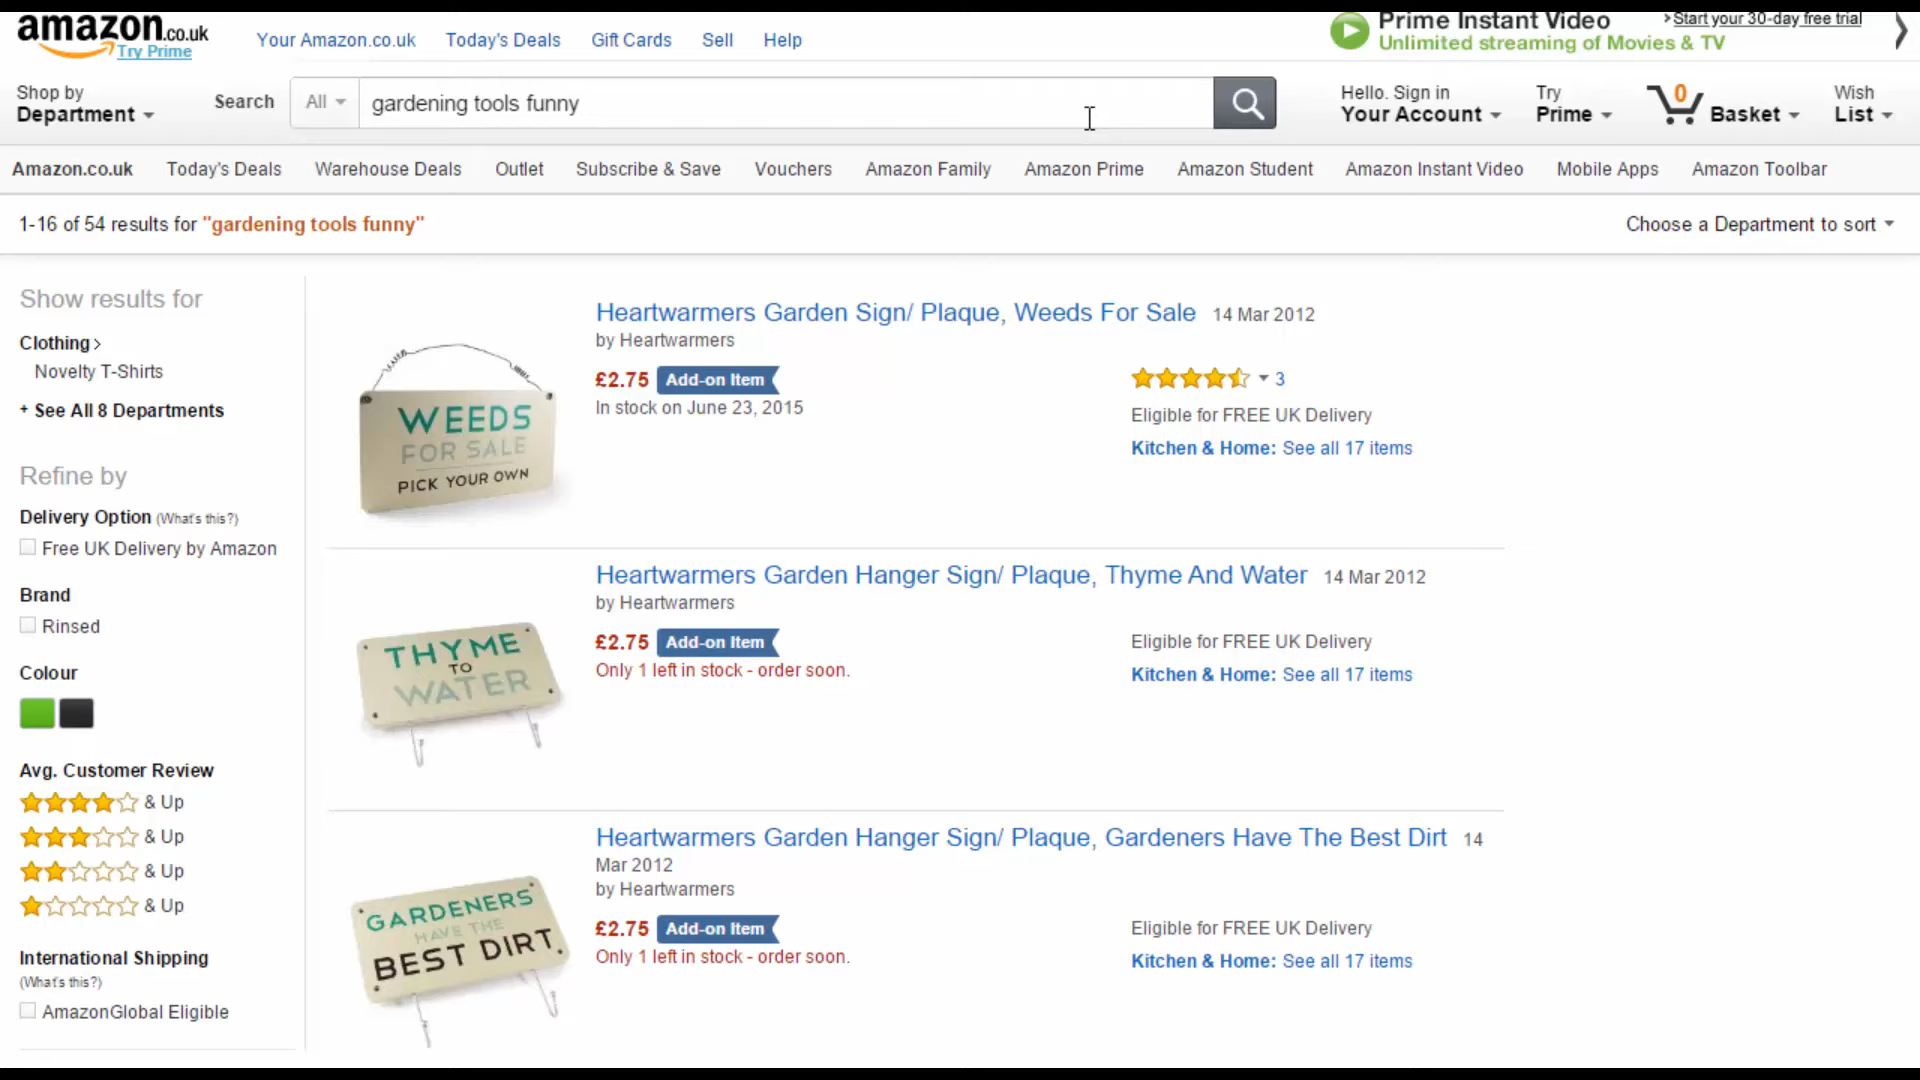 amazon.co.uk
Try Prime
Your Amazon.co.uk Today's Deals Gift Cards Sell Help
Prime Instant Video
Unlimited streaming of Movies & TV
Start your 30-day free trial
Shop by
Department
Search All gardening tools funny
Hello. Sign in
Your Account
Try
Prime
0
Basket
Wish
List
Amazon.co.uk Today's Deals Warehouse Deals Outlet Subscribe & Save Vouchers Amazon Family Amazon Prime Amazon Student Amazon Instant Video Mobile Apps Amazon Toolbar
1-16 of 54 results for "gardening tools funny"
Choose a Department to sort
Show results for
Clothing
Novelty T-Shirts
+ See All 8 Departments
Refine by
Delivery Option (What's this?)
Free UK Delivery by Amazon
Brand
Rinsed
Colour
Avg. Customer Review
& Up
& Up
& Up
& Up
International Shipping
(What's this?)
AmazonGlobal Eligible
WEEDS
FOR SALE
PICK YOUR OWN
Heartwarmers Garden Sign/ Plaque, Weeds For Sale 14 Mar 2012
by Heartwarmers
£2.75 Add-on Item
In stock on June 23, 2015
3
Eligible for FREE UK Delivery
Kitchen & Home: See all 17 items
THYME
TO
WATER
Heartwarmers Garden Hanger Sign/ Plaque, Thyme And Water 14 Mar 2012
by Heartwarmers
£2.75 Add-on Item
Only 1 left in stock - order soon.
Eligible for FREE UK Delivery
Kitchen & Home: See all 17 items
GARDENERS
HAVE THE
BEST DIRT
Heartwarmers Garden Hanger Sign/ Plaque, Gardeners Have The Best Dirt 14
Mar 2012
by Heartwarmers
£2.75 Add-on Item
Only 1 left in stock - order soon.
Eligible for FREE UK Delivery
Kitchen & Home: See all 17 items